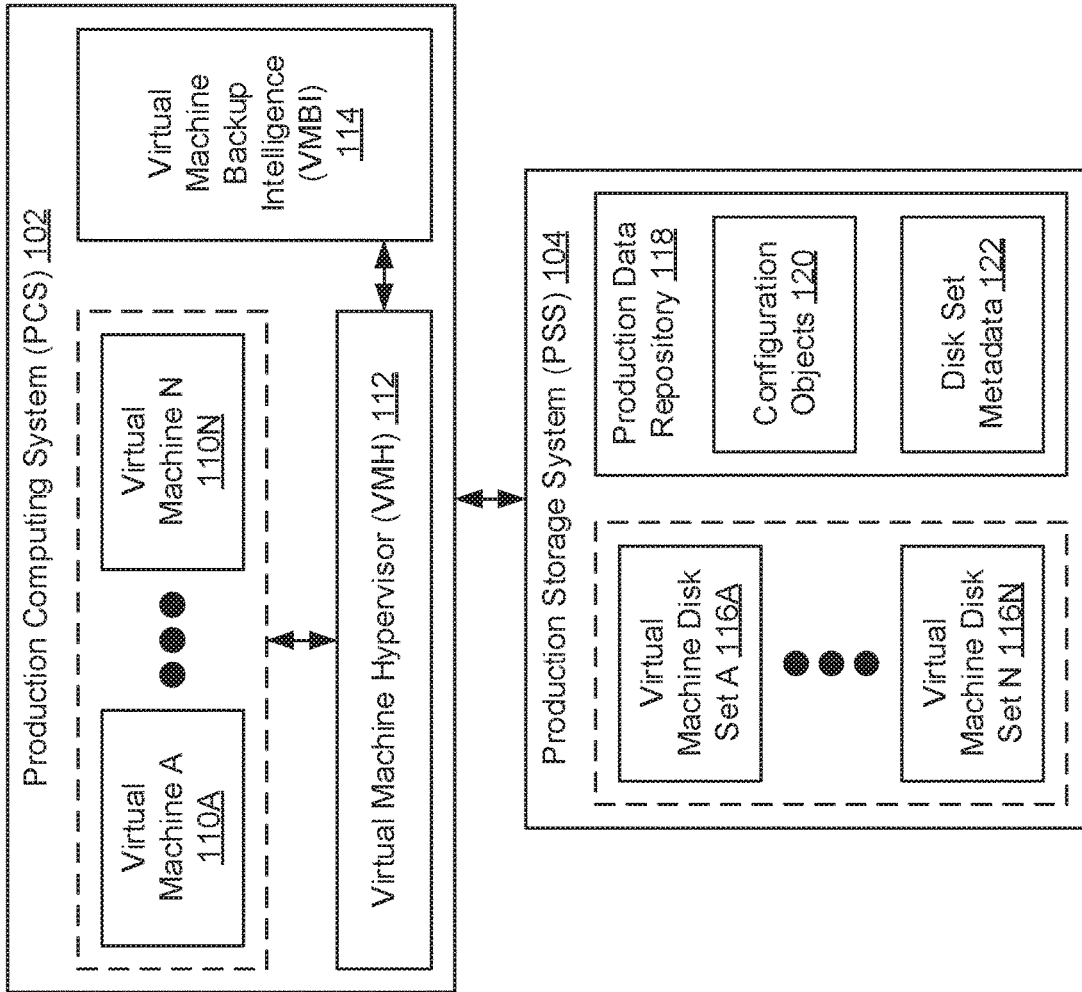 Production Computing System (PCS) 102
Virtual
Machine A
110A
Virtual
Machine N
110N
Virtual Machine Hypervisor (VMH) 112
Virtual
Machine
Backup
Intelligence
(VMBI)
114
Production Storage System (PSS) 104
Virtual
Machine Disk
Set A 116A
Virtual
Machine Disk
Set N 116N
Production Data
Repository 118
Configuration
Objects 120
Disk Set
Metadata 122